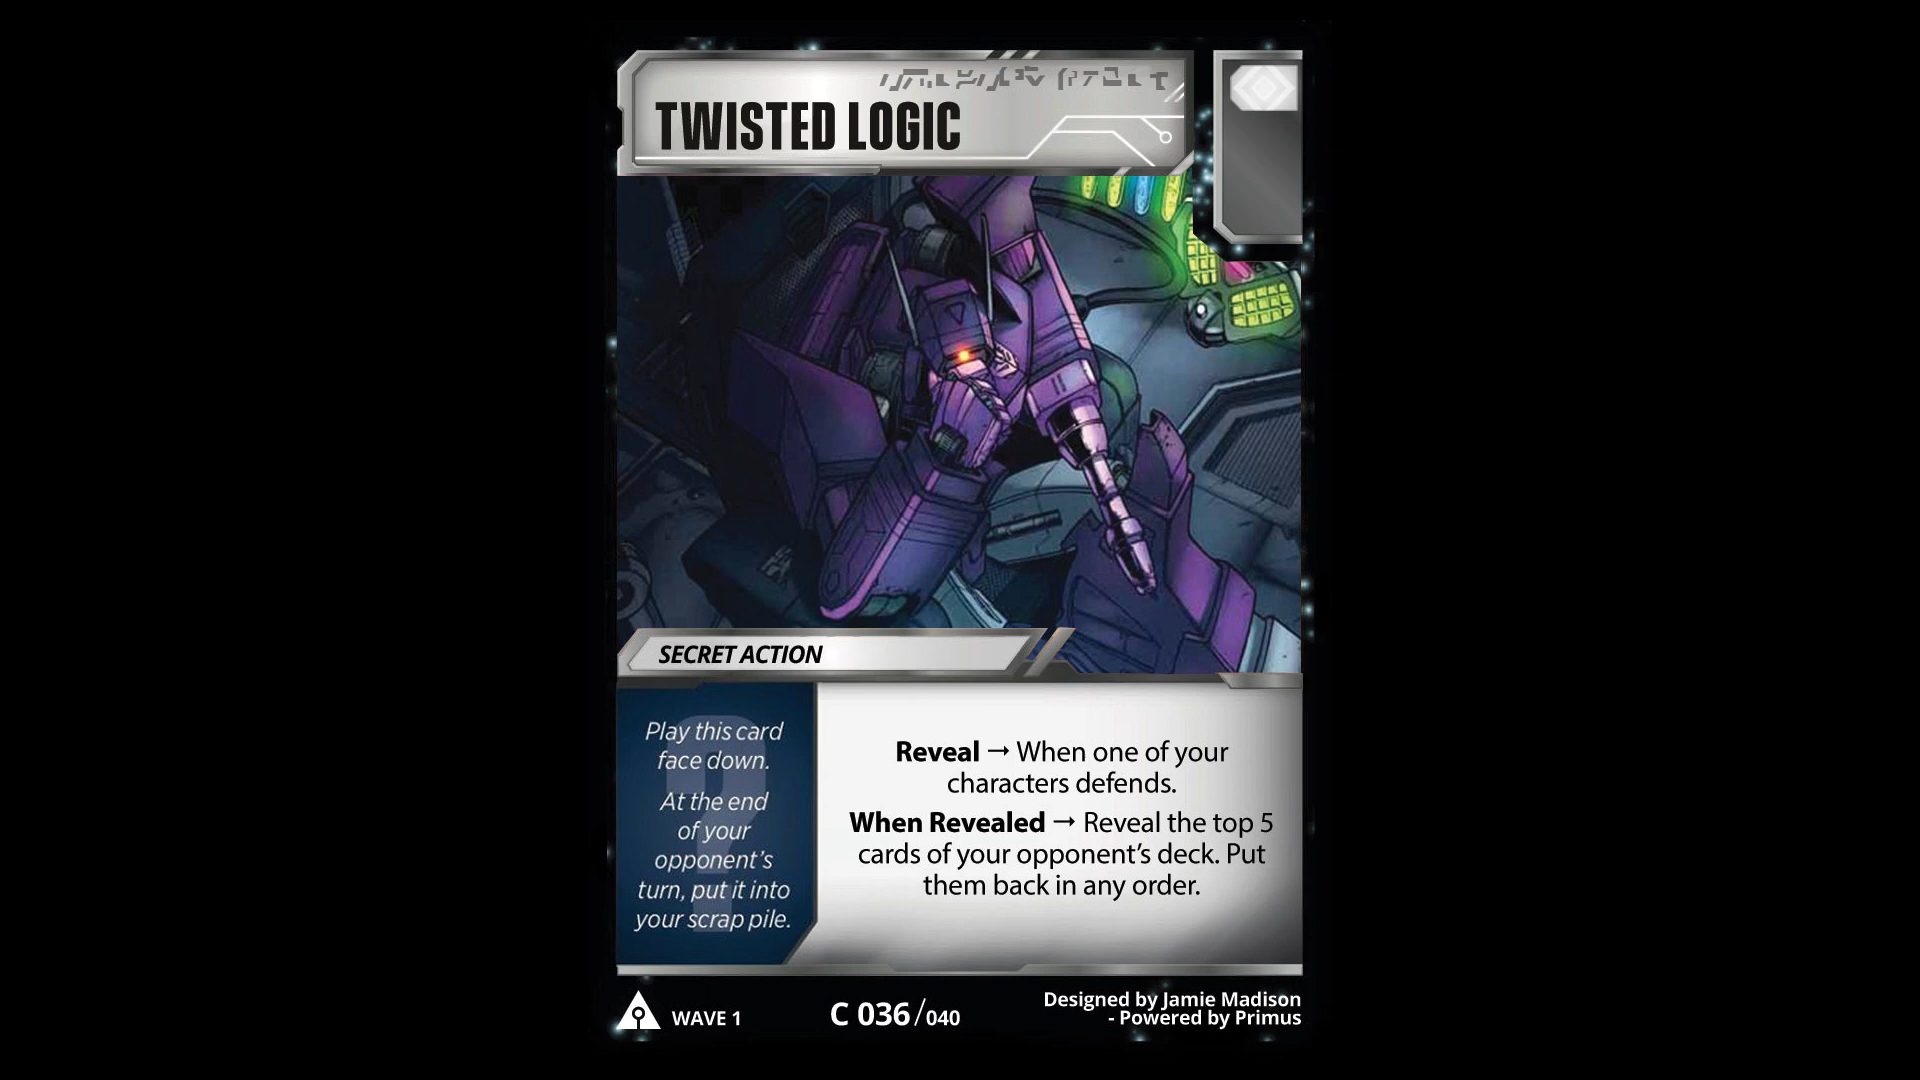 TWISTED LOGIC
SECRET ACTION
Play this card
face down.
At the end
of your
opponent's
turn, put it into
your scrap pile.
Reveal → When one of your
characters defends.
When Revealed → Reveal the top 5
cards of your opponent's deck. Put
them back in any order.
WAVE 1
C 036/040
Designed by Jamie Madison
- Powered by Primus